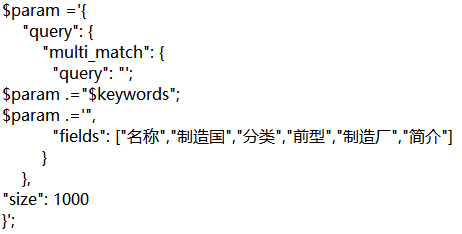 $param ='{
"query": {
"multi_match": {
"query": "';
$param .="$keywords";
$param .='",
"fields": ["名称","制造国","分类","前型","制造厂","简介"]
}
},
"size": 1000
}';